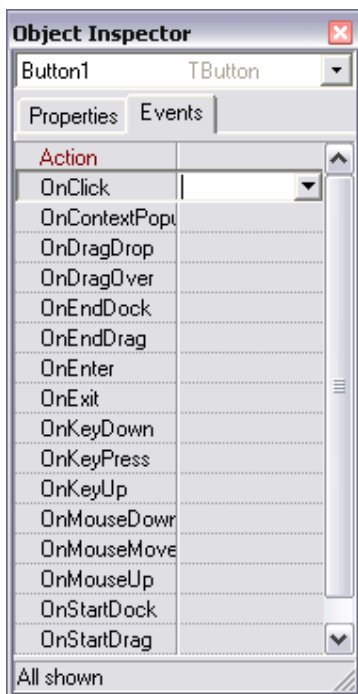 Object Inspector
Button1 TButton
Properties Events
Action
OnClick
OnContextPopu
OnDragDrop
OnDragOver
OnEndDock
OnEndDrag
OnEnter
OnExit
OnKeyDown
OnKeyPress
OnKeyUp
OnMouseDown
OnMouseMove
OnMouseUp
OnStartDock
OnStartDrag
All shown